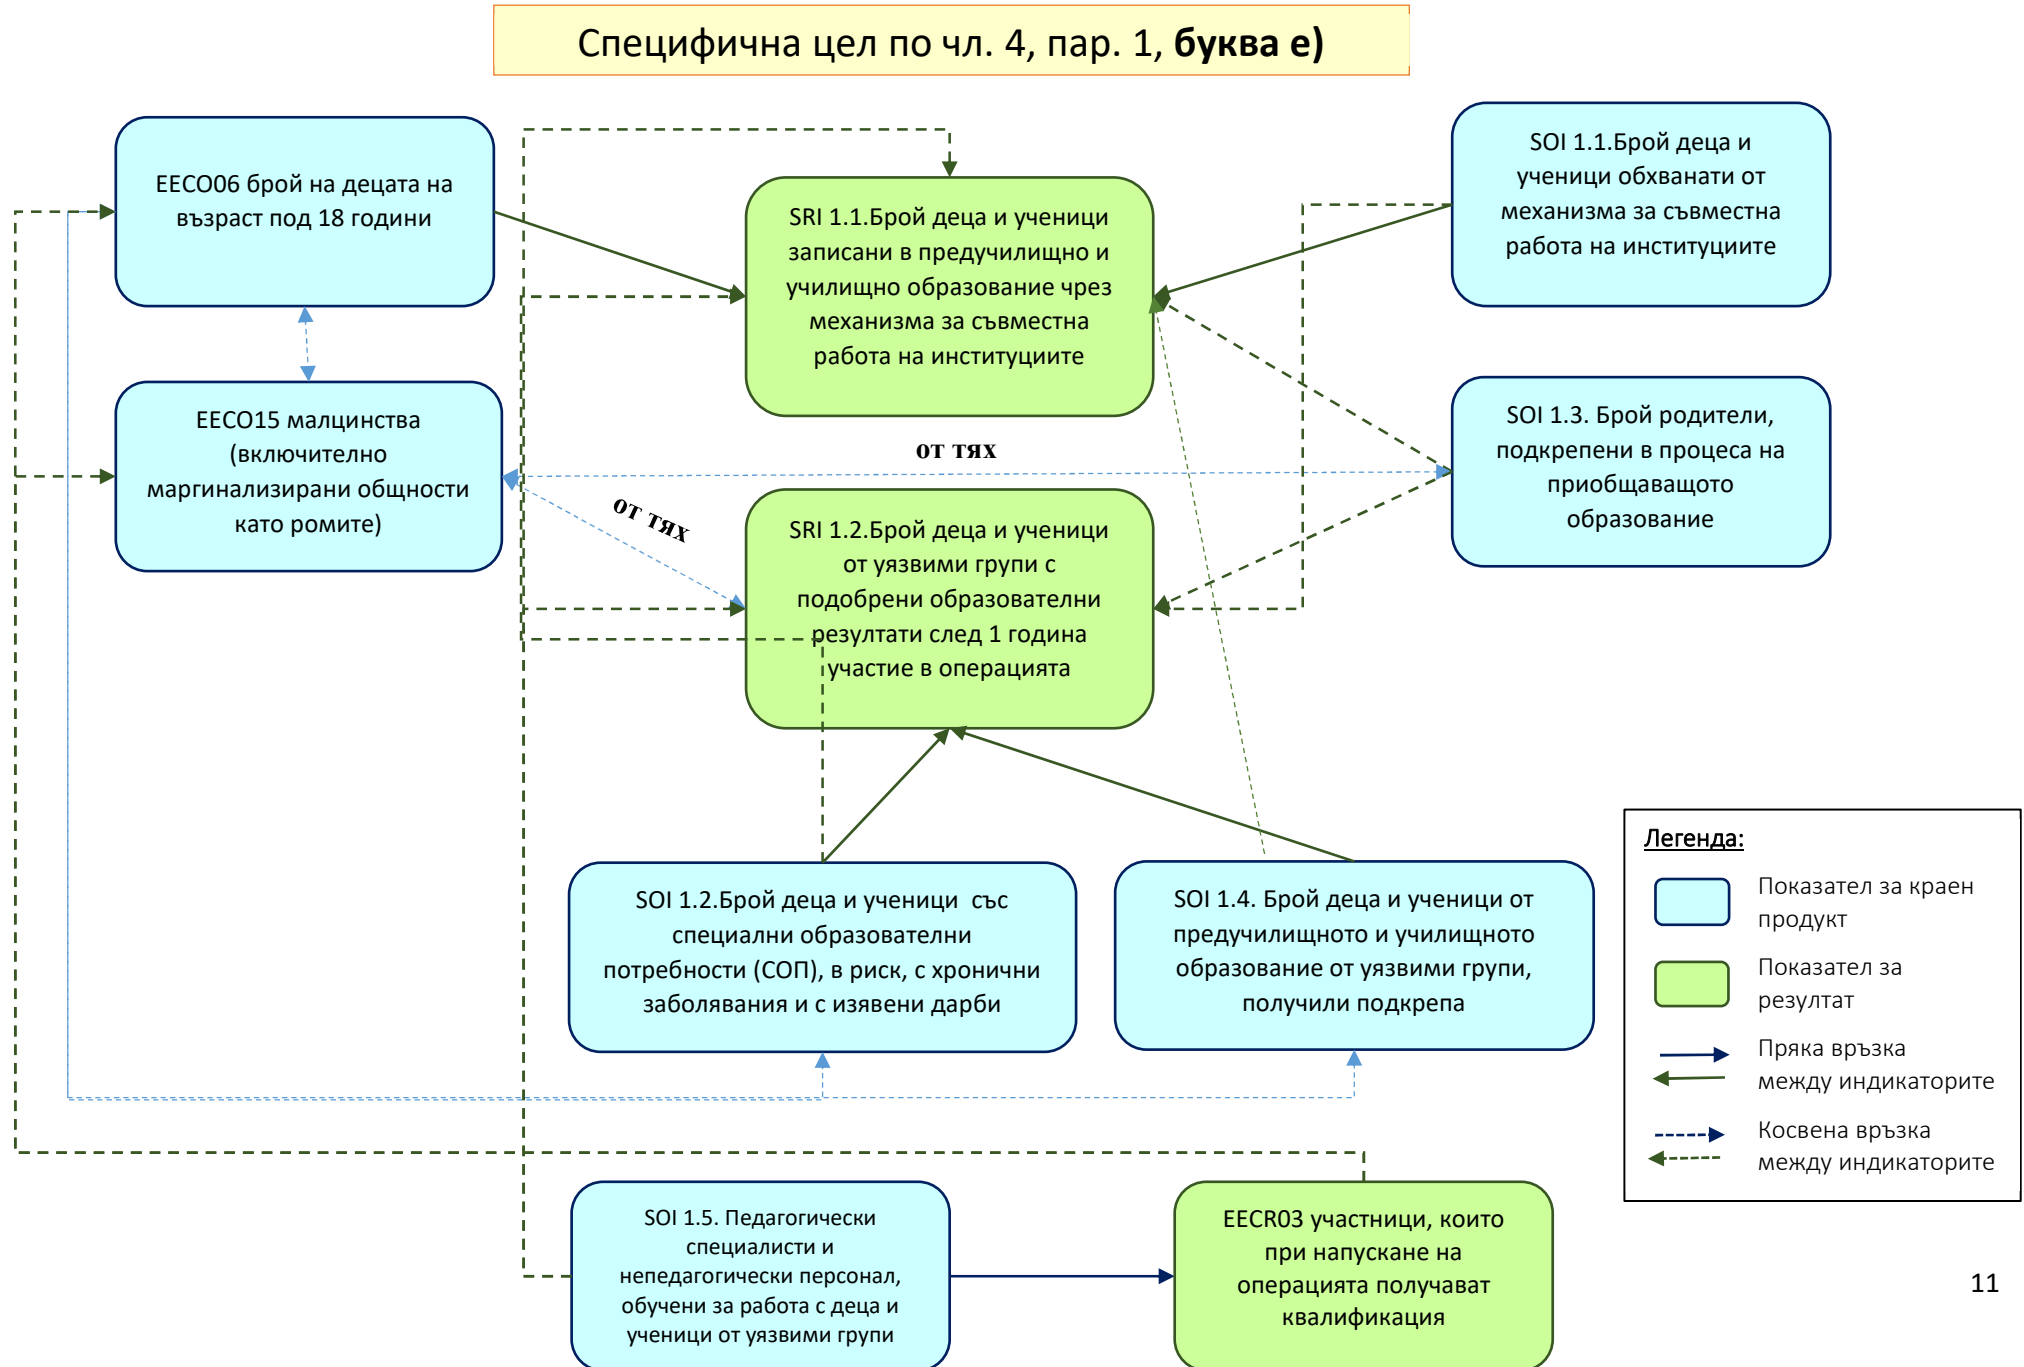 Специфична цел по чл. 4, пар. 1, буква е)
EECO06 брой на децата на
възраст под 18 години
SRI 1.1.Брой деца и ученици
записани в предучилищно и
училищно образование чрез
механизма за съвместна
работа на институциите
SOI 1.1.Брой деца и
ученици обхванати от
механизма за съвместна
работа на институциите
EECO15 малцинства
(включително
маргинализирани общности
като ромите)
от тях
от тях
SOI 1.3. Брой родители,
подкрепени в процеса на
приобщаващото
образование
SRI 1.2.Брой деца и ученици
от уязвими групи с
подобрени образователни
резултати след 1 година
участие в операцията
SOI 1.2.Брой деца и ученици  със
специални образователни
потребности (СОП), в риск, с хронични
заболявания и с изявени дарби
SOI 1.4. Брой деца и ученици от
предучилищното и училищното
образование от уязвими групи,
получили подкрепа
Легенда:
Показател за краен
продукт
Показател за
резултат
Пряка връзка
между индикаторите
Косвена връзка
между индикаторите
SOI 1.5. Педагогически
специалисти и
непедагогически персонал,
обучени за работа с деца и
ученици от уязвими групи
EECR03 участници, които
при напускане на
операцията получават
квалификация
11